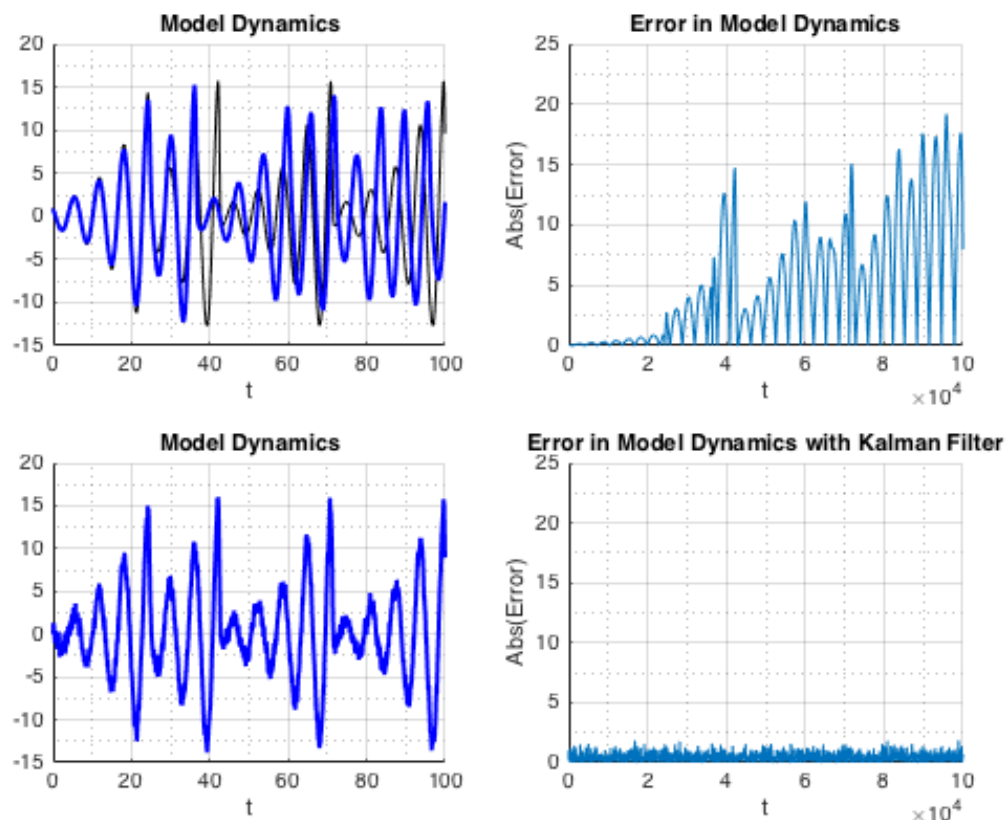 Model Dynamics
20
15
10
5
0
-5
-10
-15
0 20 40 60 80 100
t
Error in Model Dynamics
25
20
15
10
5
0
Abs(Error)
0 2 4 6 8 10
t
×10^4
Model Dynamics
20
15
10
5
0
-5
-10
-15
0 20 40 60 80 100
t
Error in Model Dynamics with Kalman Filter
25
20
15
10
5
0
Abs(Error)
0 2 4 6 8 10
t
×10^4